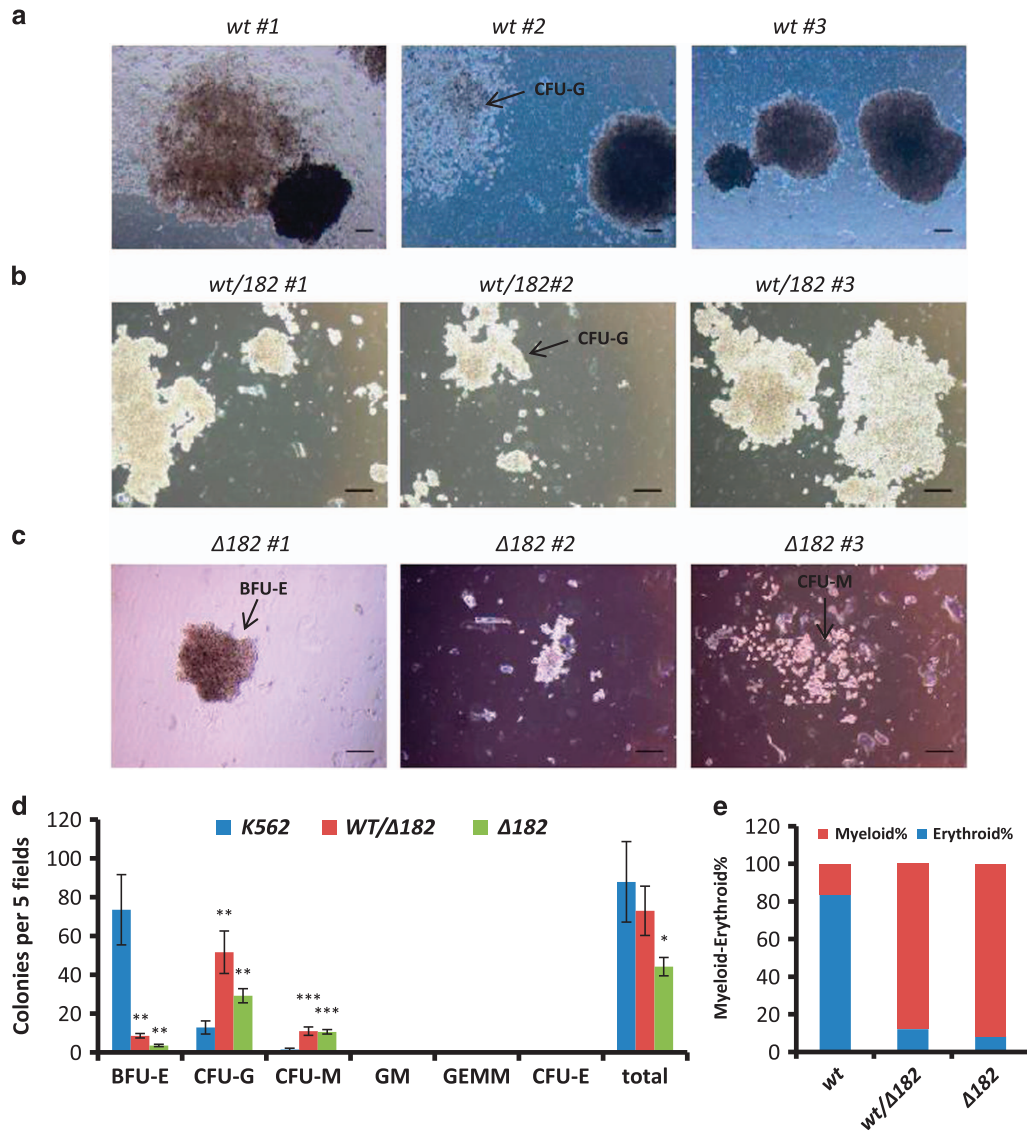 a
wt #1
wt #2
wt #3
CFU-G
b
wt/182 #1
wt/182#2
wt/182 #3
CFU-G
c
Δ182 #1
Δ182 #2
Δ182 #3
BFU-E
CFU-M
d
Colonies per 5 fields
120
100
80
60
40
20
0
K562 WT/Δ182 Δ182
** ** ** ** *** *** *
BFU-E CFU-G CFU-M GM GEMM CFU-E total
e
Myeloid-Erythroid%
120
100
80
60
40
20
0
Myeloid% Erythroid%
wt wt/Δ182 Δ182